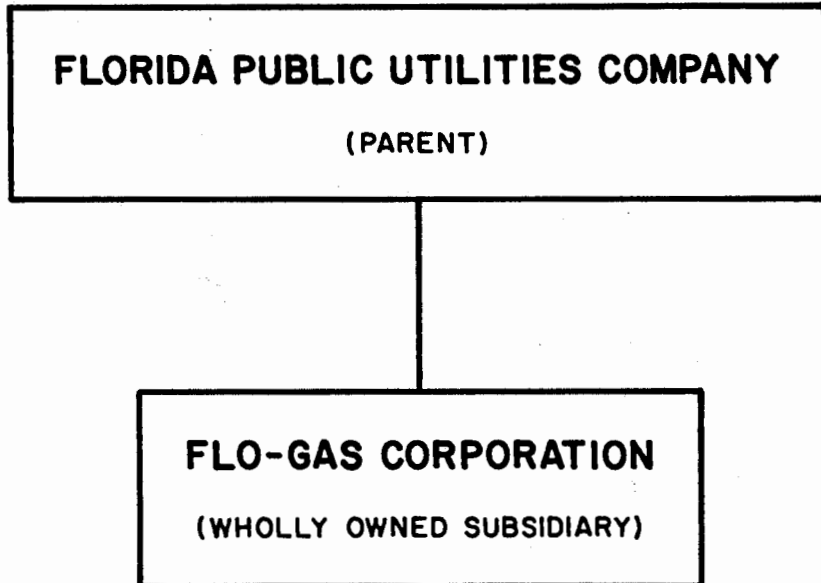 FLORIDA PUBLIC UTILITIES COMPANY
(PARENT)
FLO-GAS CORPORATION
(WHOLLY OWNED SUBSIDIARY)